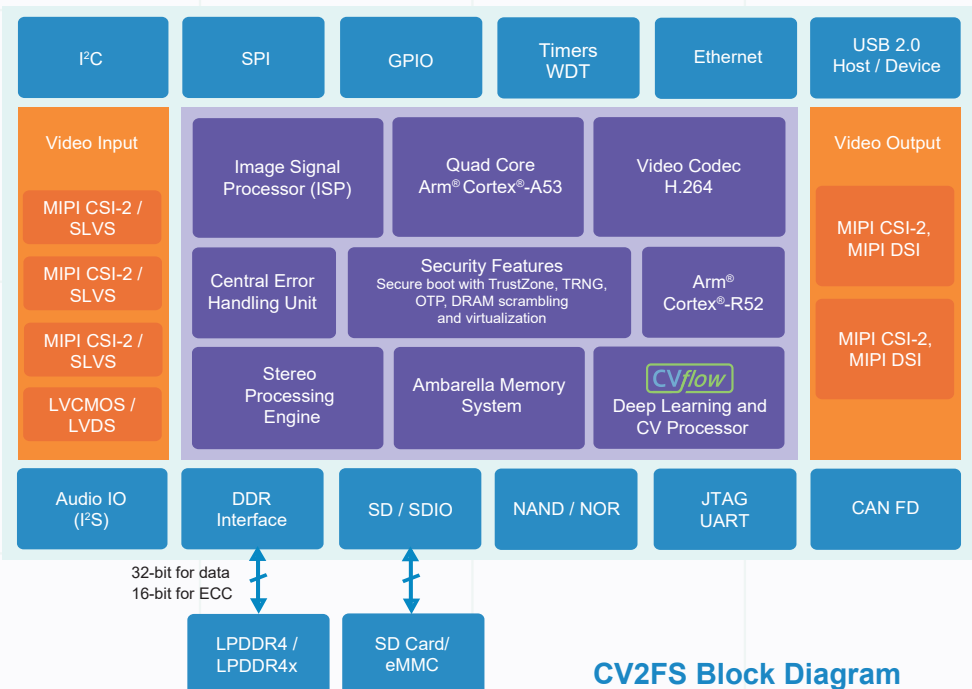 I²C
SPI
GPIO
Timers
WDT
Ethernet
USB 2.0
Host / Device
Video Input
MIPI CSI-2 /
SLVS
MIPI CSI-2 /
SLVS
MIPI CSI-2 /
SLVS
LVCMOS /
LVDS
Image Signal
Processor (ISP)
Quad Core
Arm® Cortex®-A53
Video Codec
H.264
Central Error
Handling Unit
Security Features
Secure boot with TrustZone, TRNG,
OTP, DRAM scrambling
and virtualization
Arm®
Cortex®-R52
Stereo
Processing
Engine
Ambarella Memory
System
CVflow
Deep Learning and
CV Processor
Video Output
MIPI CSI-2,
MIPI DSI
MIPI CSI-2,
MIPI DSI
Audio IO
(I²S)
DDR
Interface
SD / SDIO
NAND / NOR
JTAG
UART
CAN FD
32-bit for data
16-bit for ECC
LPDDR4 /
LPDDR4x
SD Card/
eMMC
CV2FS Block Diagram